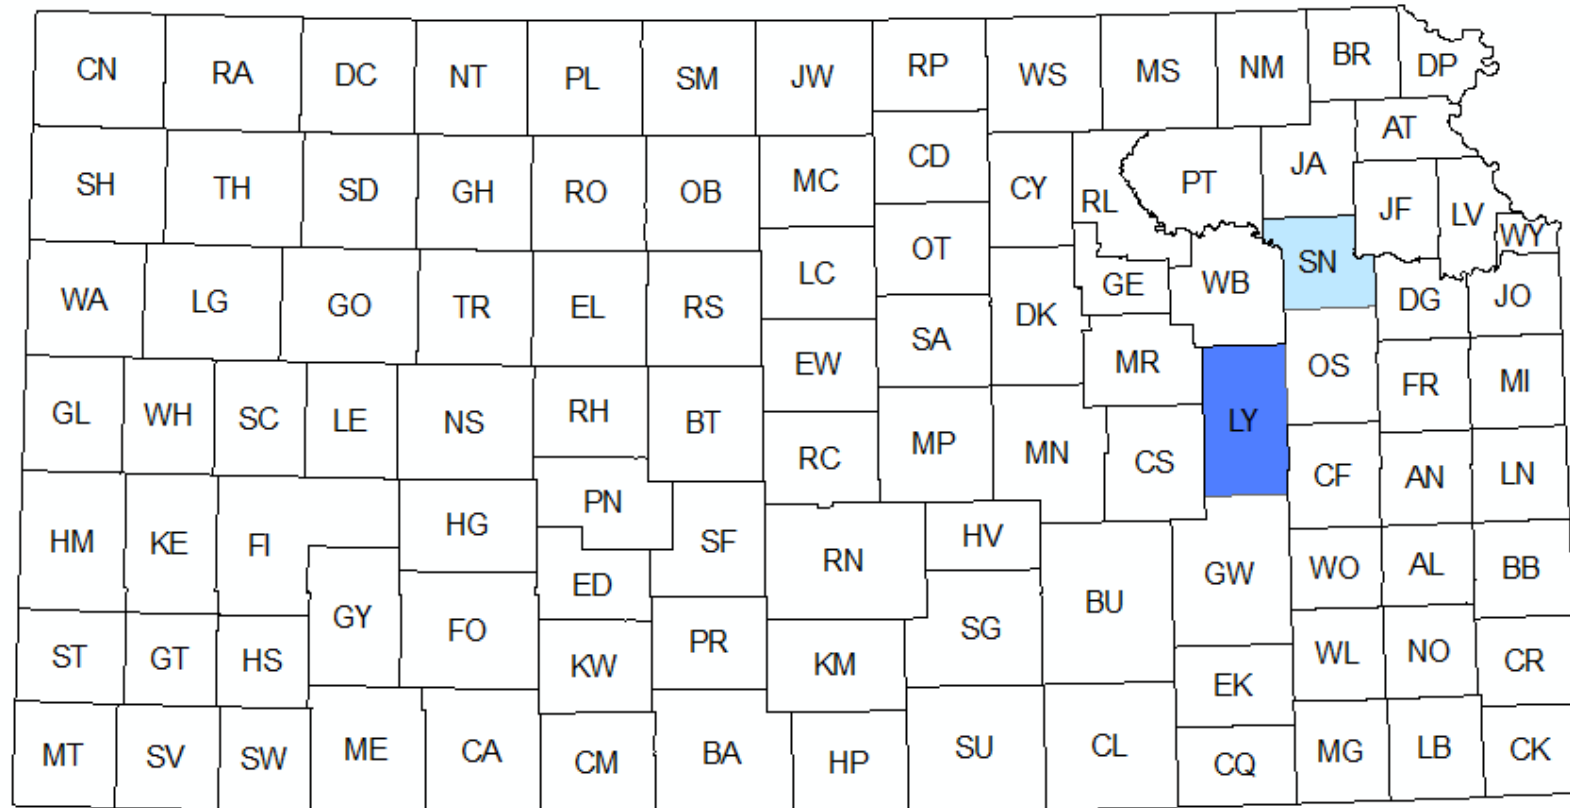 CN RA DC NT PL SM JW RP WS MS NM BR DP
SH TH SD GH RO OB MC CD CY RL PT JA AT JF LV WY
WA LG GO TR EL RS LC OT DK GE WB SN DG JO
GL WH SC LE NS RH BT EW SA MR LY OS FR MI
HM KE FI HG PN SF RC MP MN CS CF AN LN
ST GT HS GY FO ED RN HV BU GW WO AL BB
KW PR KM SG EK WL NO CR
MT SV SW ME CA CM BA HP SU CL CQ MG LB CK